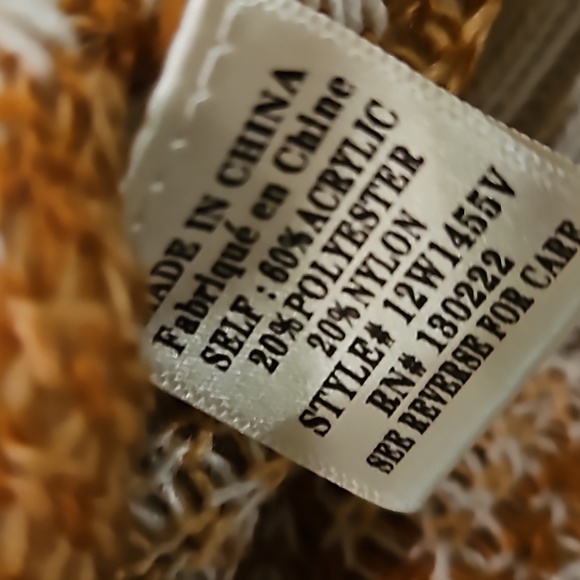 MADE IN CHINA
Fabriqué en Chine
SELF : 60% ACRYLIC
20% POLYESTER
20% NYLON
STYLE# 12W1455V
RN# 130222
SEE REVERSE FOR CARE